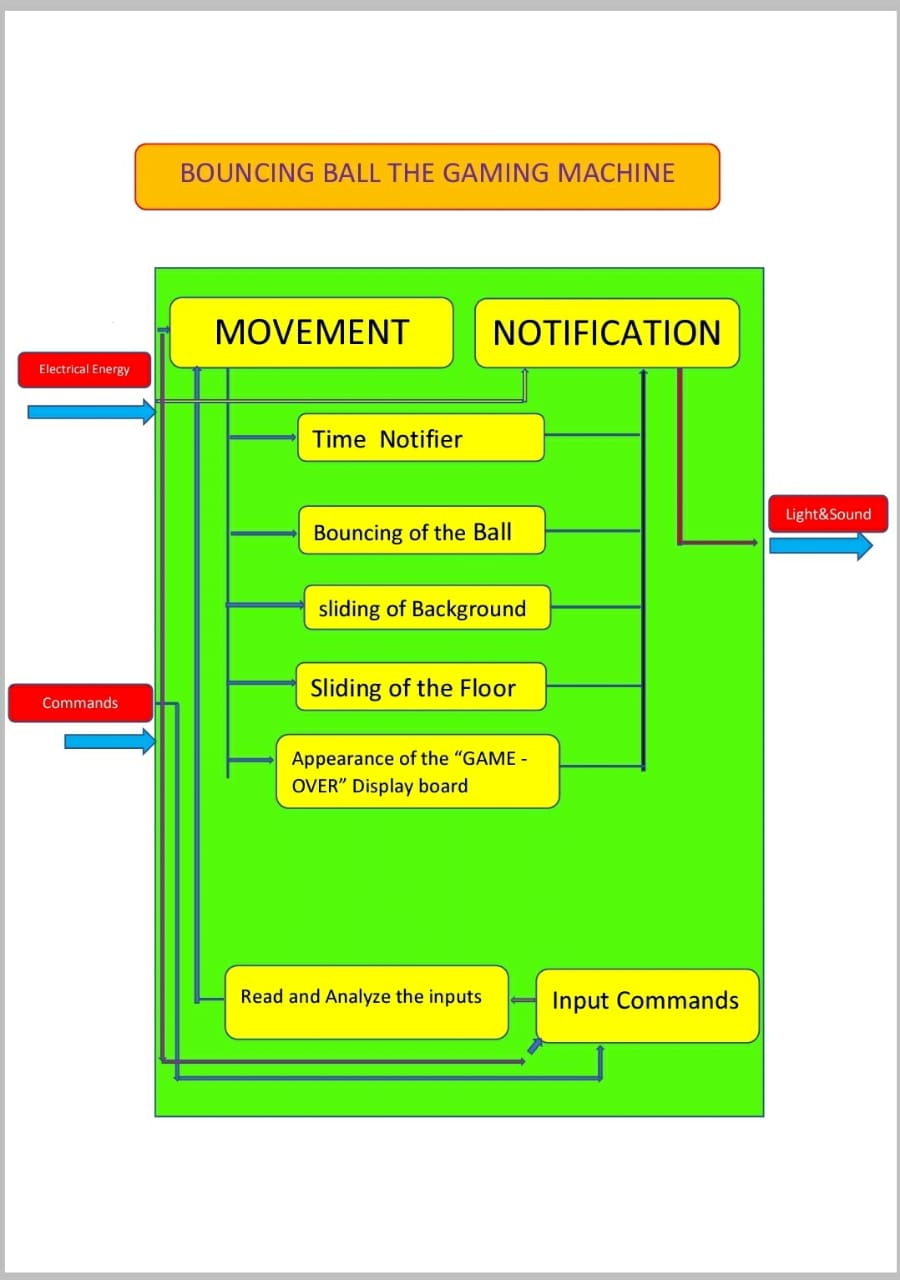 BOUNCING BALL THE GAMING MACHINE
MOVEMENT
NOTIFICATION
Electrical Energy
Time  Notifier
Light&Sound
Bouncing of the Ball
sliding of Background
Sliding of the Floor
Commands
Appearance of the “GAME -
OVER” Display board
Read and Analyze the inputs
Input Commands